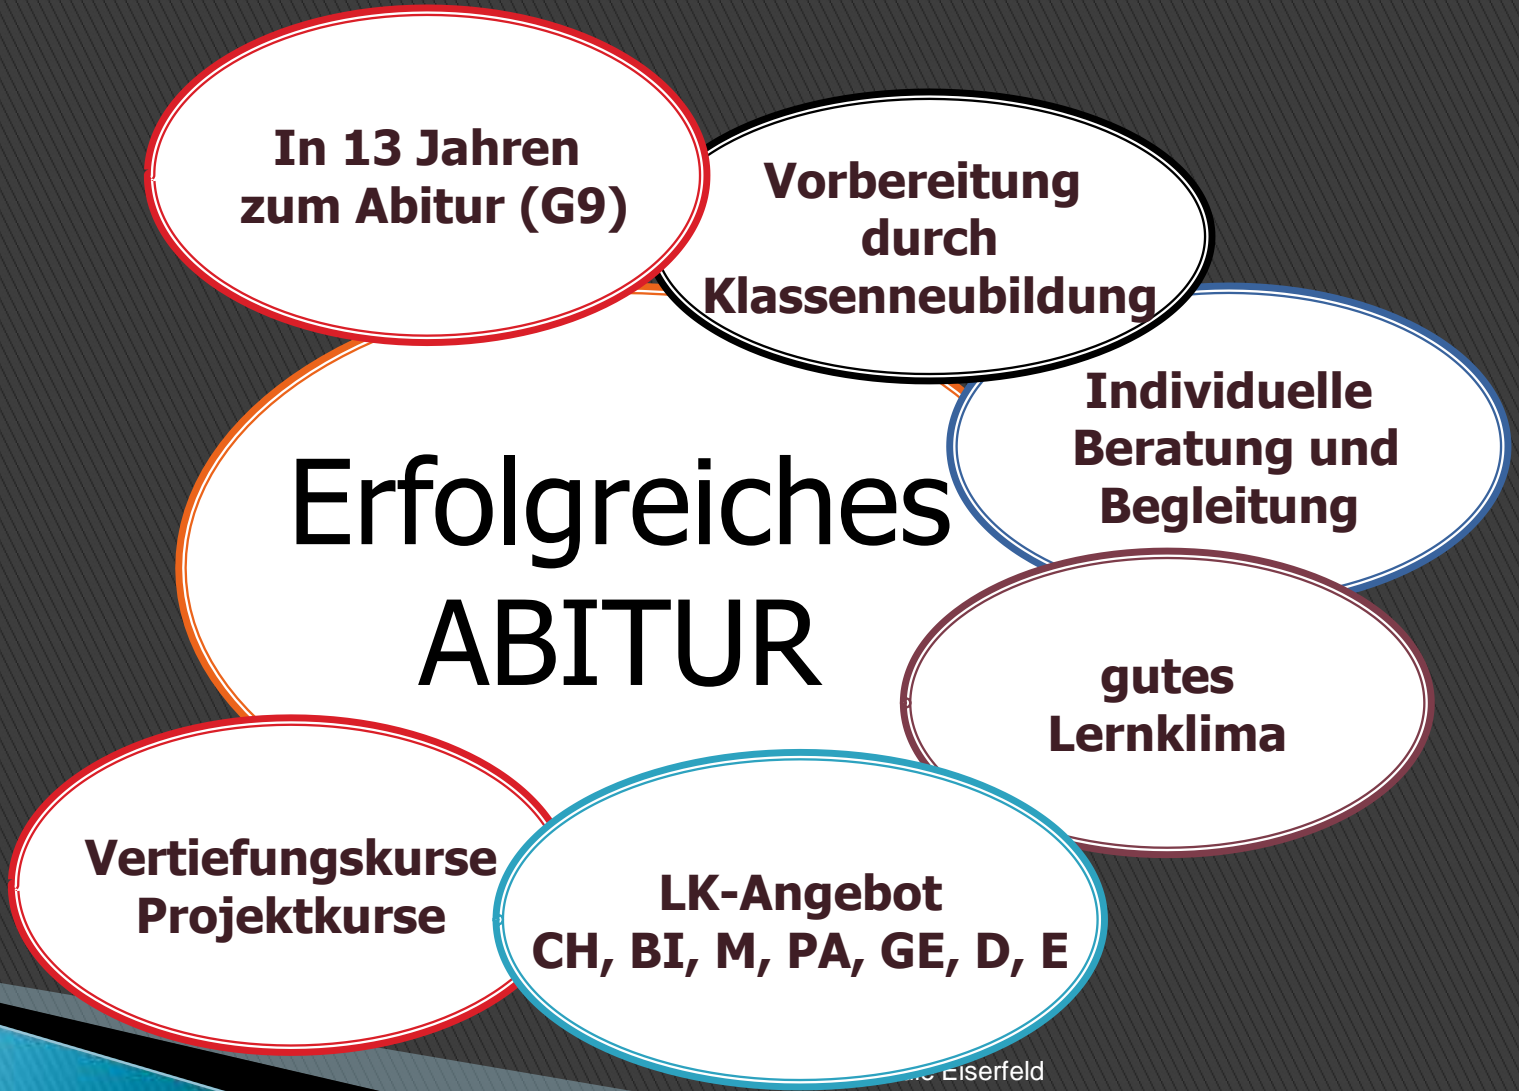 In 13 Jahren
zum Abitur (G9)
Vorbereitung
durch
Klassenneubildung
Individuelle
Beratung und
Begleitung
Erfolgreiches
ABITUR
gutes
Lernklima
Vertiefungskurse
Projektkurse
LK-Angebot
CH, BI, M, PA, GE, D, E
Eiserfeld